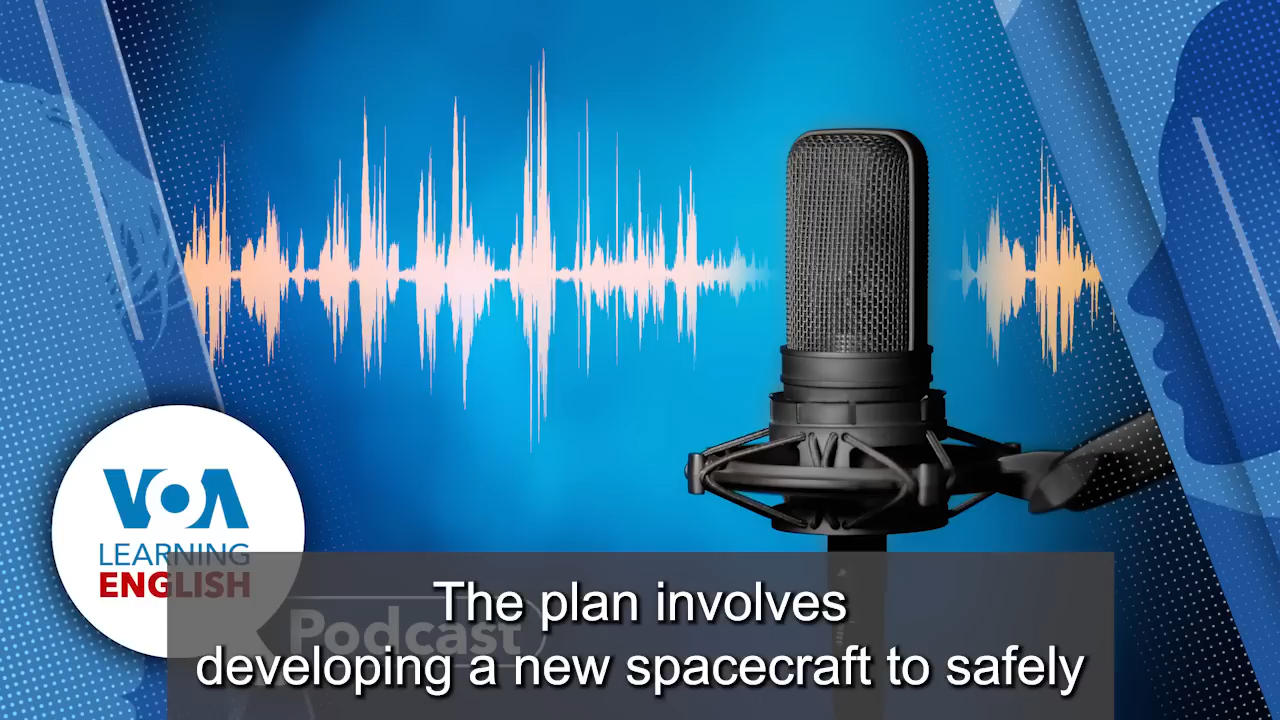 VOA
LEARNING
ENGLISH
Podcast
The plan involves
developing a new spacecraft to safely